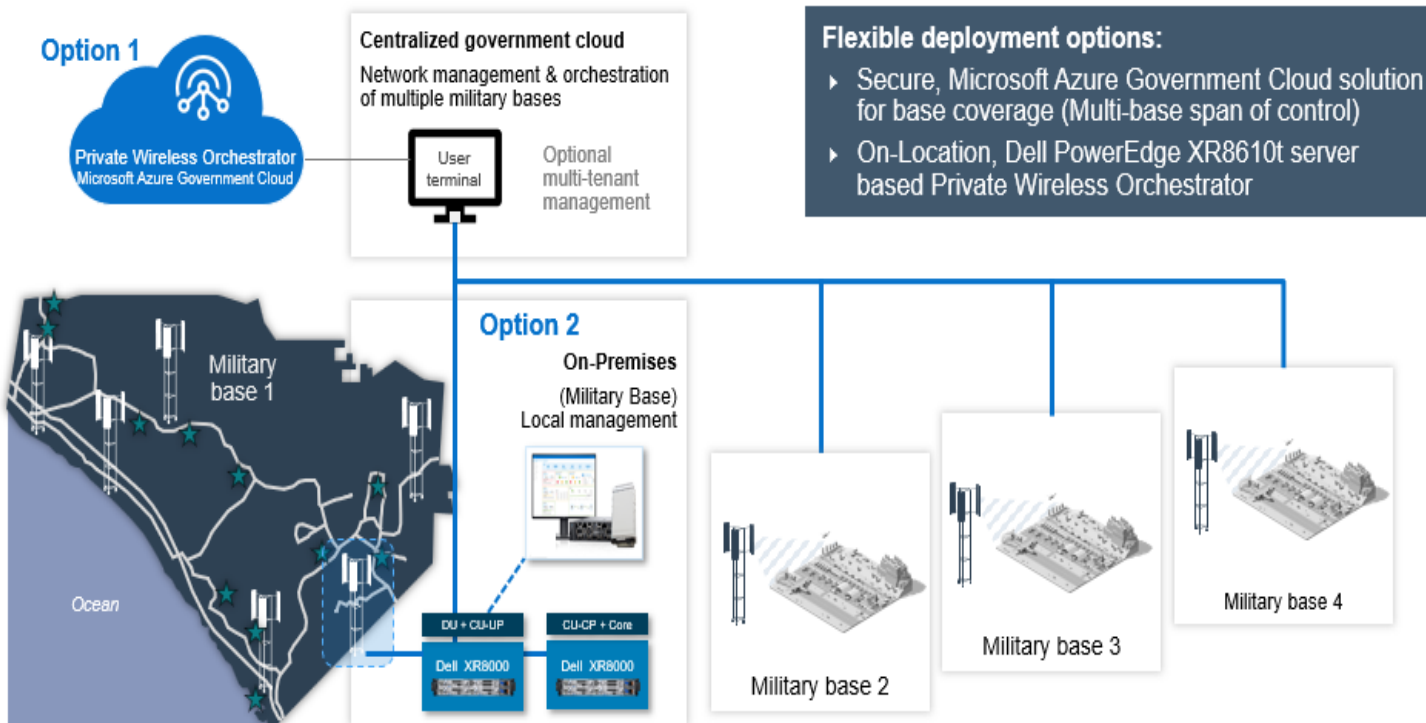 Option 1
Private Wireless Orchestrator
Microsoft Azure Government Cloud
Centralized government cloud
Network management & orchestration
of multiple military bases
User
terminal
Optional
multi-tenant
management
Flexible deployment options:
Secure, Microsoft Azure Government Cloud solution
for base coverage (Multi-base span of control)
On-Location, Dell PowerEdge XR8610t server
based Private Wireless Orchestrator
Military
base 1
Ocean
Option 2
On-Premises
(Military Base)
Local management
DU + CU-UP
Dell XR8000
CU-CP + Core
Dell XR8000
Military base 2
Military base 3
Military base 4